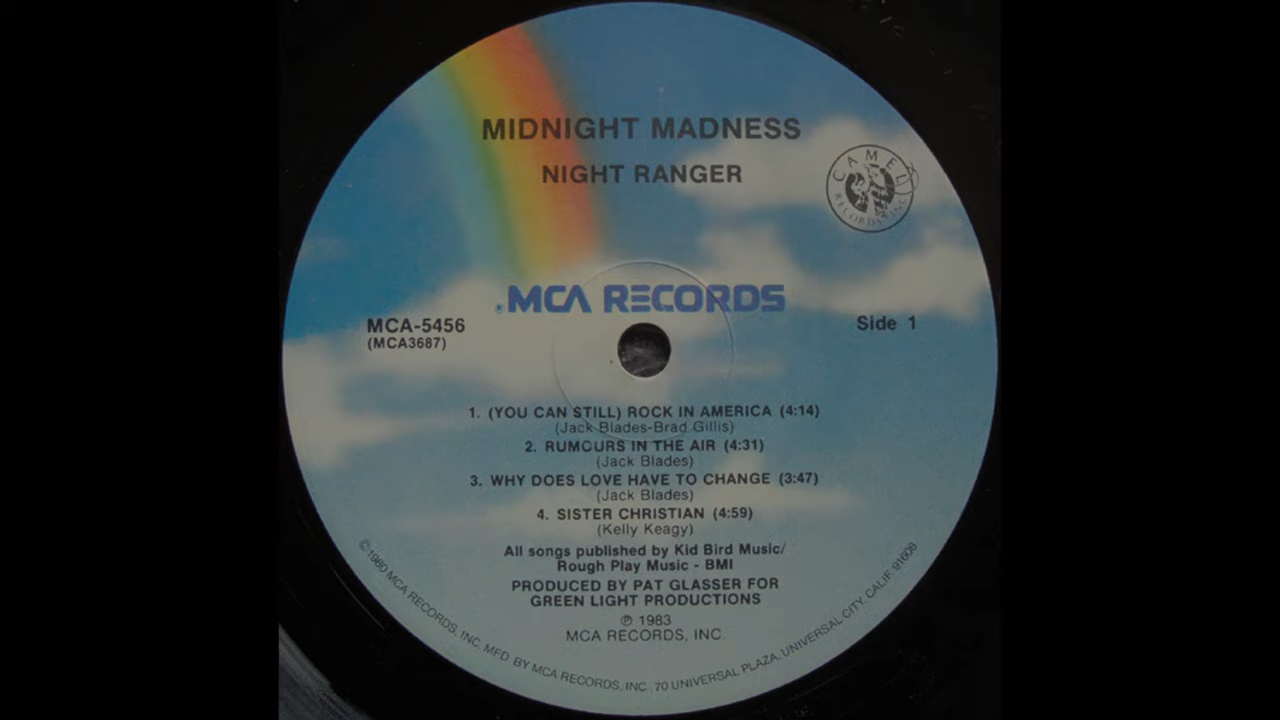 MIDNIGHT MADNESS
NIGHT RANGER
CAMEL
RECORDS INC.
MCA RECORDS
MCA-5456
(MCA3687)
Side 1
1. (YOU CAN STILL) ROCK IN AMERICA (4:14)
(Jack Blades-Brad Gillis)
2. RUMOURS IN THE AIR (4:31)
(Jack Blades)
3. WHY DOES LOVE HAVE TO CHANGE (3:47)
(Jack Blades)
4. SISTER CHRISTIAN (4:59)
(Kelly Keagy)
All songs published by Kid Bird Music/
Rough Play Music - BMI
PRODUCED BY PAT GLASSER FOR
GREEN LIGHT PRODUCTIONS
℗ 1983
MCA RECORDS, INC.
©1980 MCA RECORDS, INC. MFD. BY MCA RECORDS, INC., 70 UNIVERSAL PLAZA, UNIVERSAL CITY, CALIF. 91608